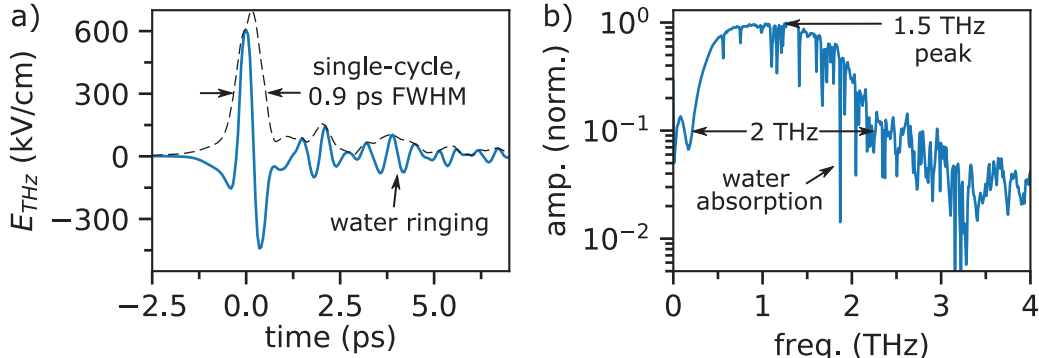 a)
E_THz (kV/cm)
600
300
0
−300
single-cycle,
0.9 ps FWHM
water ringing
−2.5 0.0 2.5 5.0
time (ps)
b)
amp. (norm.)
10^0
10^-1
10^-2
1.5 THz
peak
2 THz
water
absorption
0 1 2 3 4
freq. (THz)